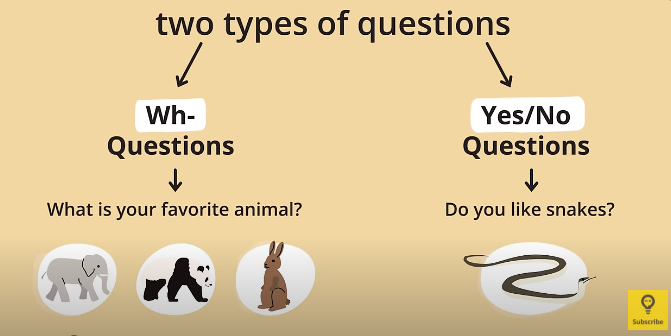 two types of questions
Wh-
Questions
What is your favorite animal?
Yes/No
Questions
Do you like snakes?
Subscribe